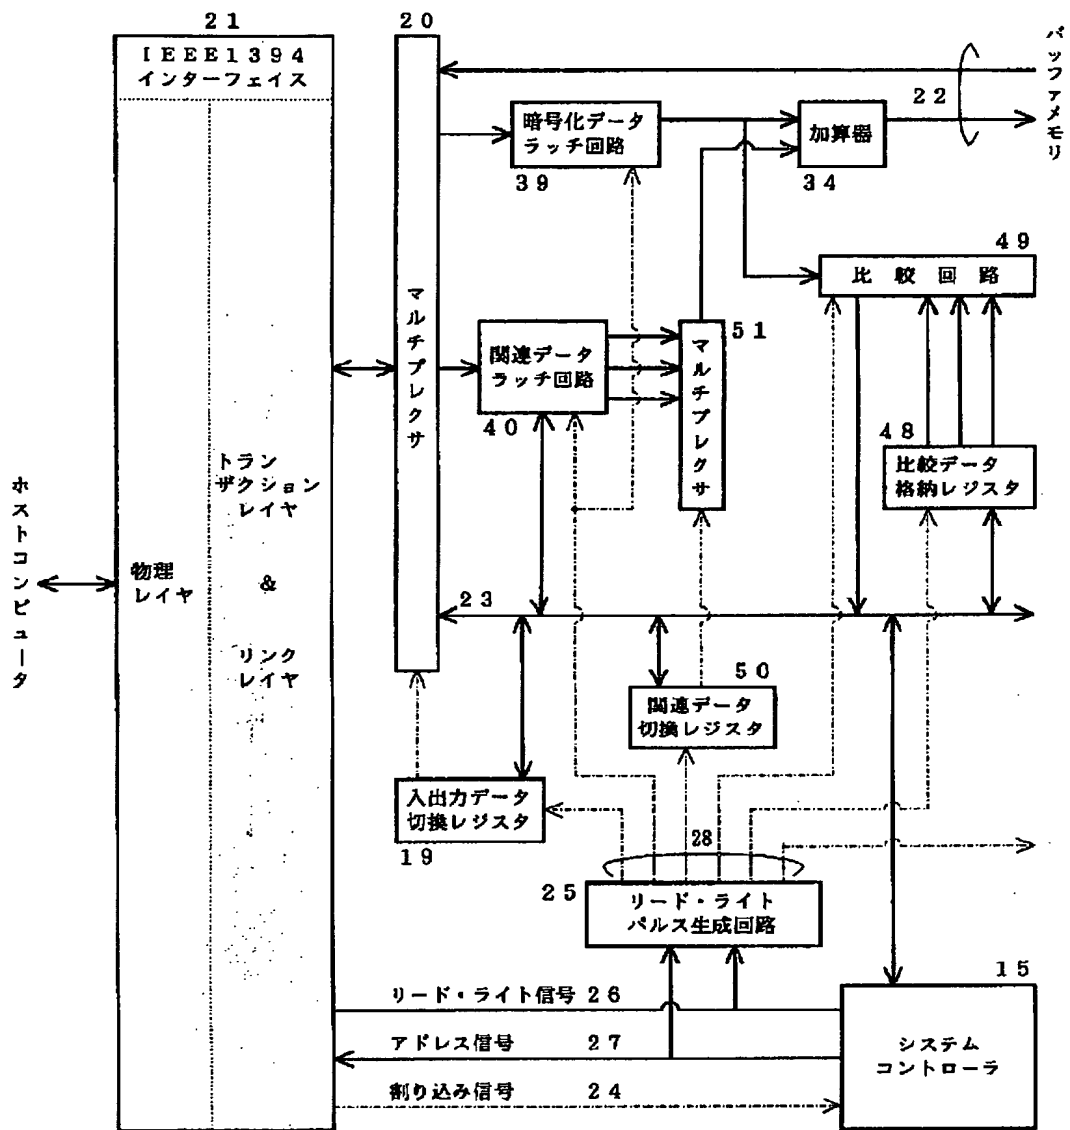 21
IEEE1394
インターフェイス
20
バッファメモリ
22
暗号化データ
ラッチ回路
39
加算器
34
49
比較回路
マルチプレクサ
関連データ
ラッチ回路
40
51
マルチプレクサ
48
比較データ
格納レジスタ
ホストコンピュータ
トラン
ザクション
レイヤ
物理
レイヤ
&
リンク
レイヤ
23
50
関連データ
切換レジスタ
入出力データ
切換レジスタ
19
28
25
リード・ライト
パルス生成回路
15
リード・ライト信号 26
アドレス信号 27
割り込み信号 24
システム
コントローラ